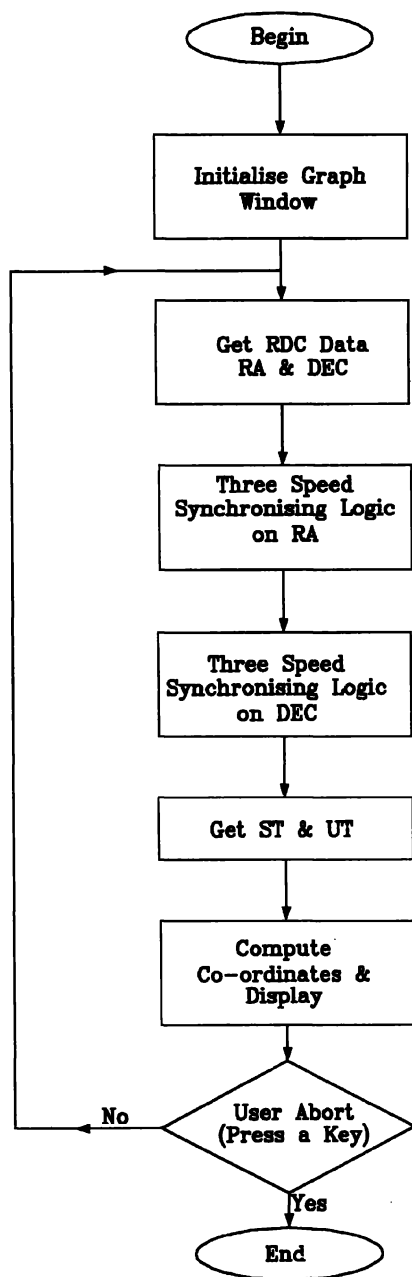 Begin
Initialise Graph
Window
Get RDC Data
RA & DEC
Three Speed
Synchronising Logic
on RA
Three Speed
Synchronising Logic
on DEC
Get ST & UT
Compute
Co-ordinates &
Display
User Abort
(Press a Key)
No
Yes
End